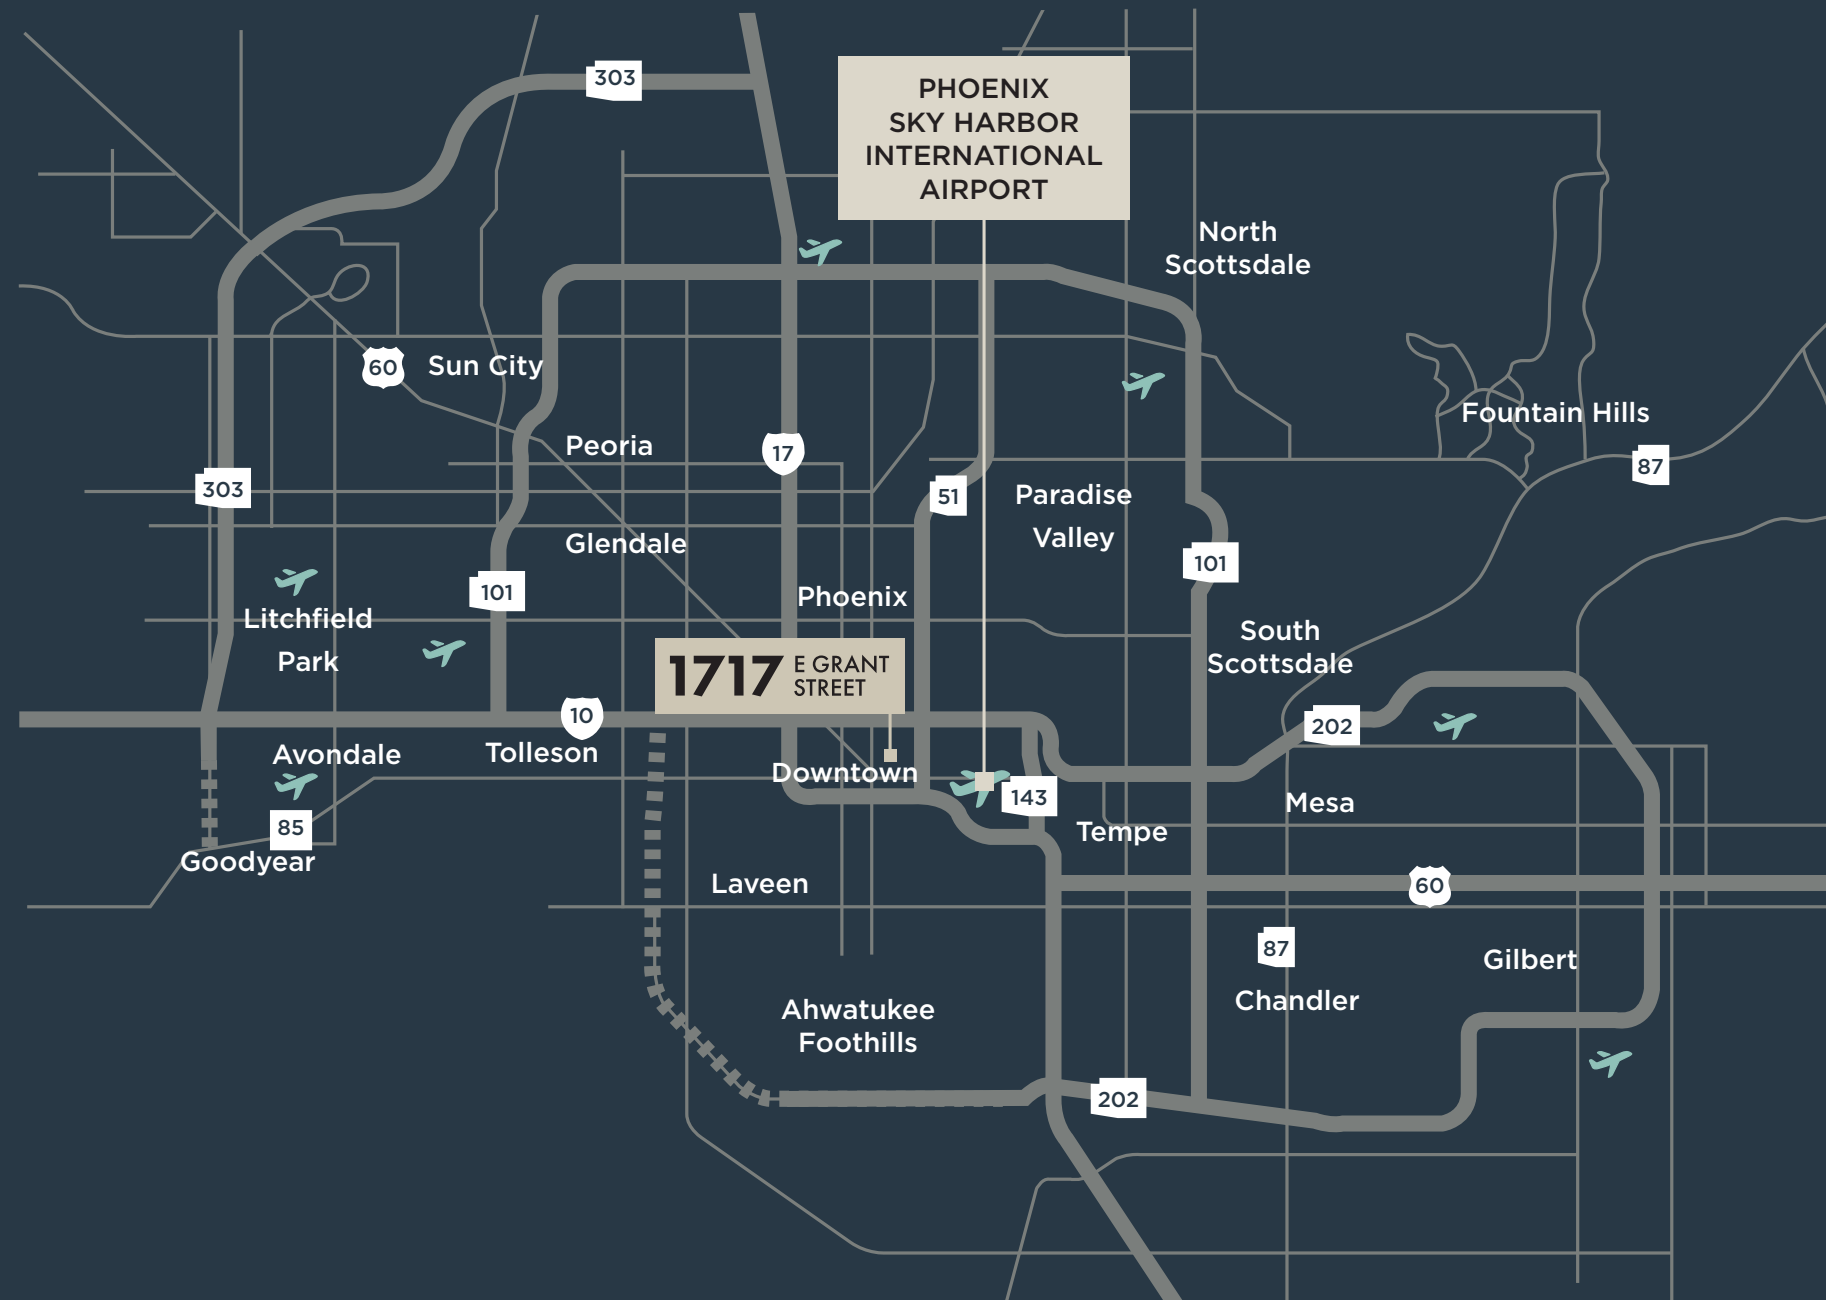 303
PHOENIX
SKY HARBOR
INTERNATIONAL
AIRPORT
North
Scottsdale
60
Sun City
Fountain Hills
Peoria
17
87
303
51
Paradise
Valley
Glendale
101
101
Phoenix
Litchfield
Park
South
Scottsdale
1717 E GRANT
STREET
10
202
Avondale
Tolleson
Downtown
143
Mesa
85
Tempe
Goodyear
Laveen
60
87
Gilbert
Chandler
Ahwatukee
Foothills
202